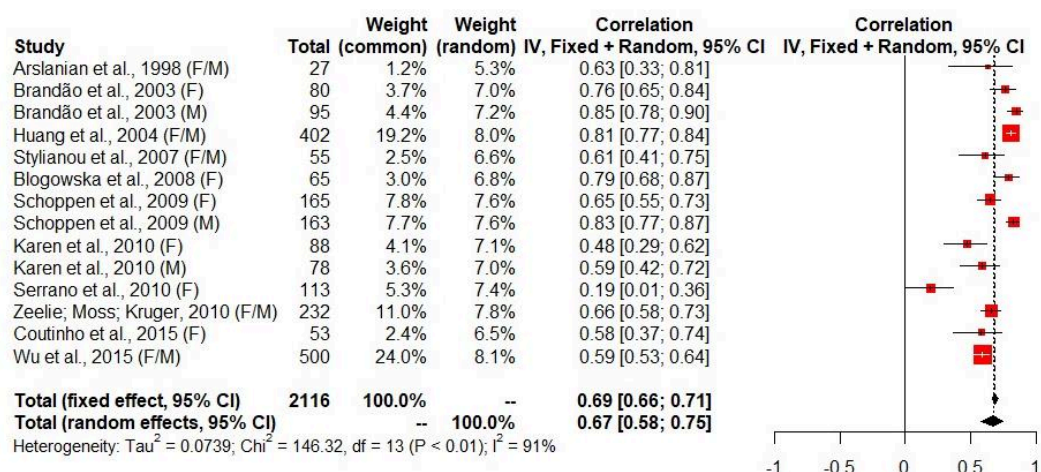 Weight Weight Correlation Correlation
Study Total (common) (random) IV, Fixed + Random, 95% CI IV, Fixed + Random, 95% CI
Arslanian et al., 1998 (F/M) 27 1.2% 5.3% 0.63 [0.33; 0.81]
Brandão et al., 2003 (F) 80 3.7% 7.0% 0.76 [0.65; 0.84]
Brandão et al., 2003 (M) 95 4.4% 7.2% 0.85 [0.78; 0.90]
Huang et al., 2004 (F/M) 402 19.2% 8.0% 0.81 [0.77; 0.84]
Stylianou et al., 2007 (F/M) 55 2.5% 6.6% 0.61 [0.41; 0.75]
Blogowska et al., 2008 (F) 65 3.0% 6.8% 0.79 [0.68; 0.87]
Schoppen et al., 2009 (F) 165 7.8% 7.6% 0.65 [0.55; 0.73]
Schoppen et al., 2009 (M) 163 7.7% 7.6% 0.83 [0.77; 0.87]
Karen et al., 2010 (F) 88 4.1% 7.1% 0.48 [0.29; 0.62]
Karen et al., 2010 (M) 78 3.6% 7.0% 0.59 [0.42; 0.72]
Serrano et al., 2010 (F) 113 5.3% 7.4% 0.19 [0.01; 0.36]
Zeelie; Moss; Kruger, 2010 (F/M) 232 11.0% 7.8% 0.66 [0.58; 0.73]
Coutinho et al., 2015 (F) 53 2.4% 6.5% 0.58 [0.37; 0.74]
Wu et al., 2015 (F/M) 500 24.0% 8.1% 0.59 [0.53; 0.64]
Total (fixed effect, 95% CI) 2116 100.0% -- 0.69 [0.66; 0.71]
Total (random effects, 95% CI) -- 100.0% 0.67 [0.58; 0.75]
Heterogeneity: Tau² = 0.0739; Chi² = 146.32, df = 13 (P < 0.01); I² = 91%
-1 -0.5 0 0.5 1